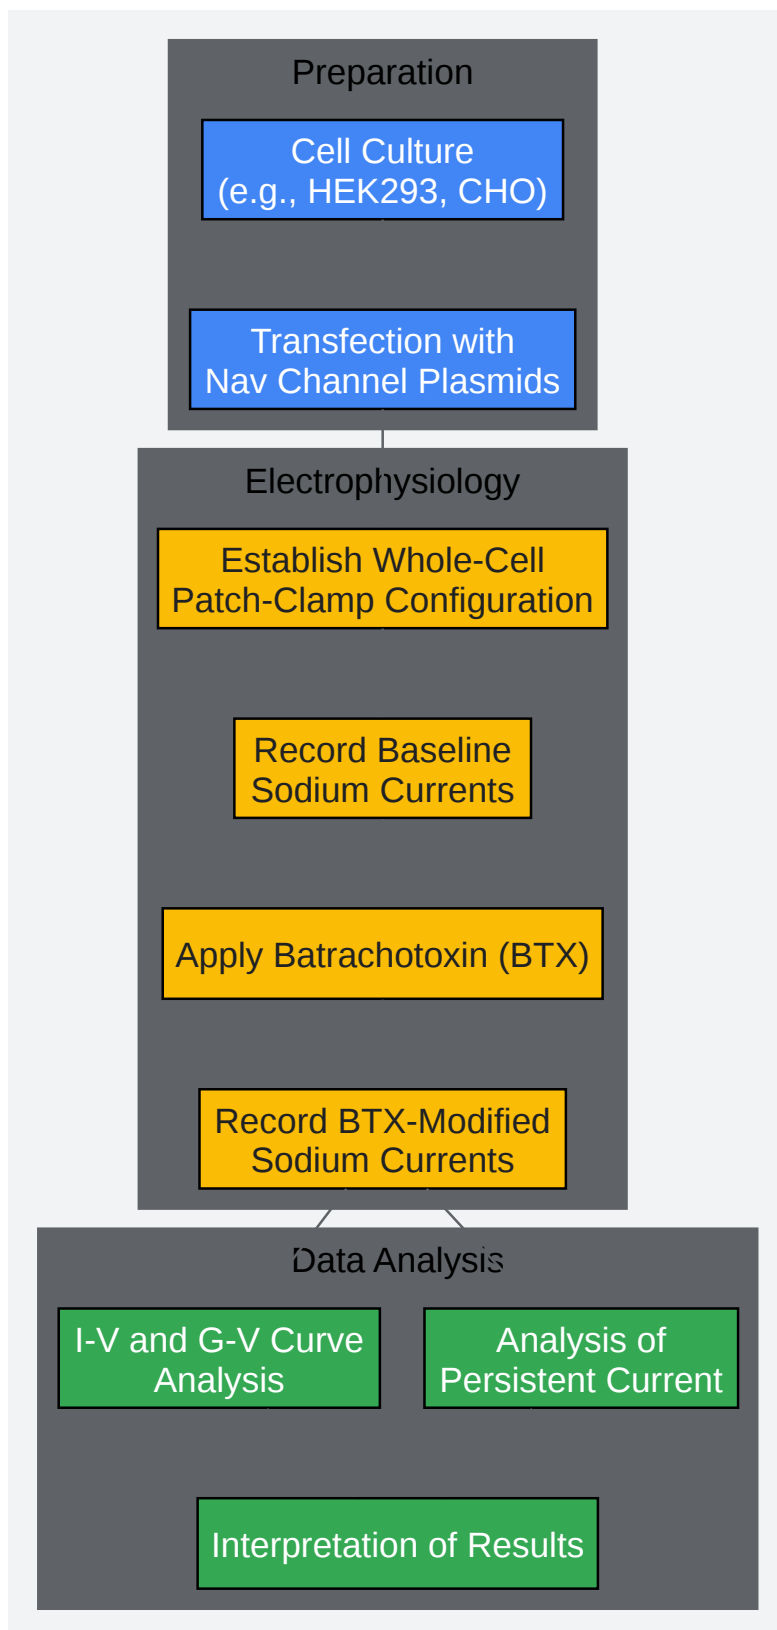 Preparation
Cell Culture
(e.g., HEK293, CHO)
Transfection with
Nav Channel Plasmids
Electrophysiology
Establish Whole-Cell
Patch-Clamp Configuration
Record Baseline
Sodium Currents
Apply Batrachotoxin (BTX)
Record BTX-Modified
Sodium Currents
Data Analysis
I-V and G-V Curve
Analysis
Analysis of
Persistent Current
Interpretation of Results